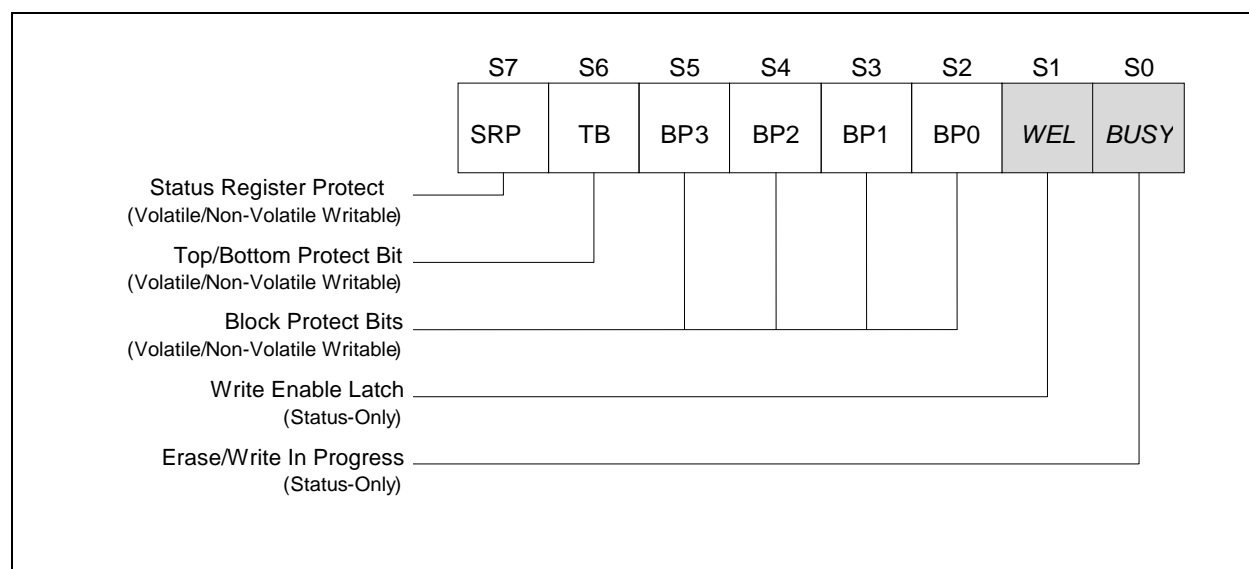 S7 S6 S5 S4 S3 S2 S1 S0
SRP TB BP3 BP2 BP1 BP0 WEL BUSY
Status Register Protect
(Volatile/Non-Volatile Writable)
Top/Bottom Protect Bit
(Volatile/Non-Volatile Writable)
Block Protect Bits
(Volatile/Non-Volatile Writable)
Write Enable Latch
(Status-Only)
Erase/Write In Progress
(Status-Only)